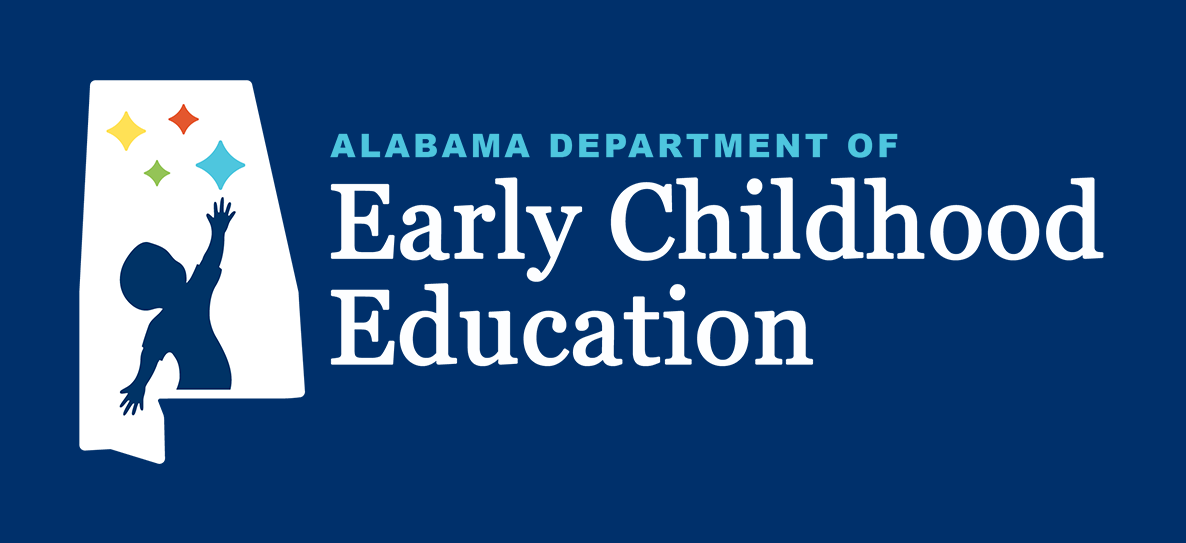 ALABAMA DEPARTMENT OF
Early Childhood
Education